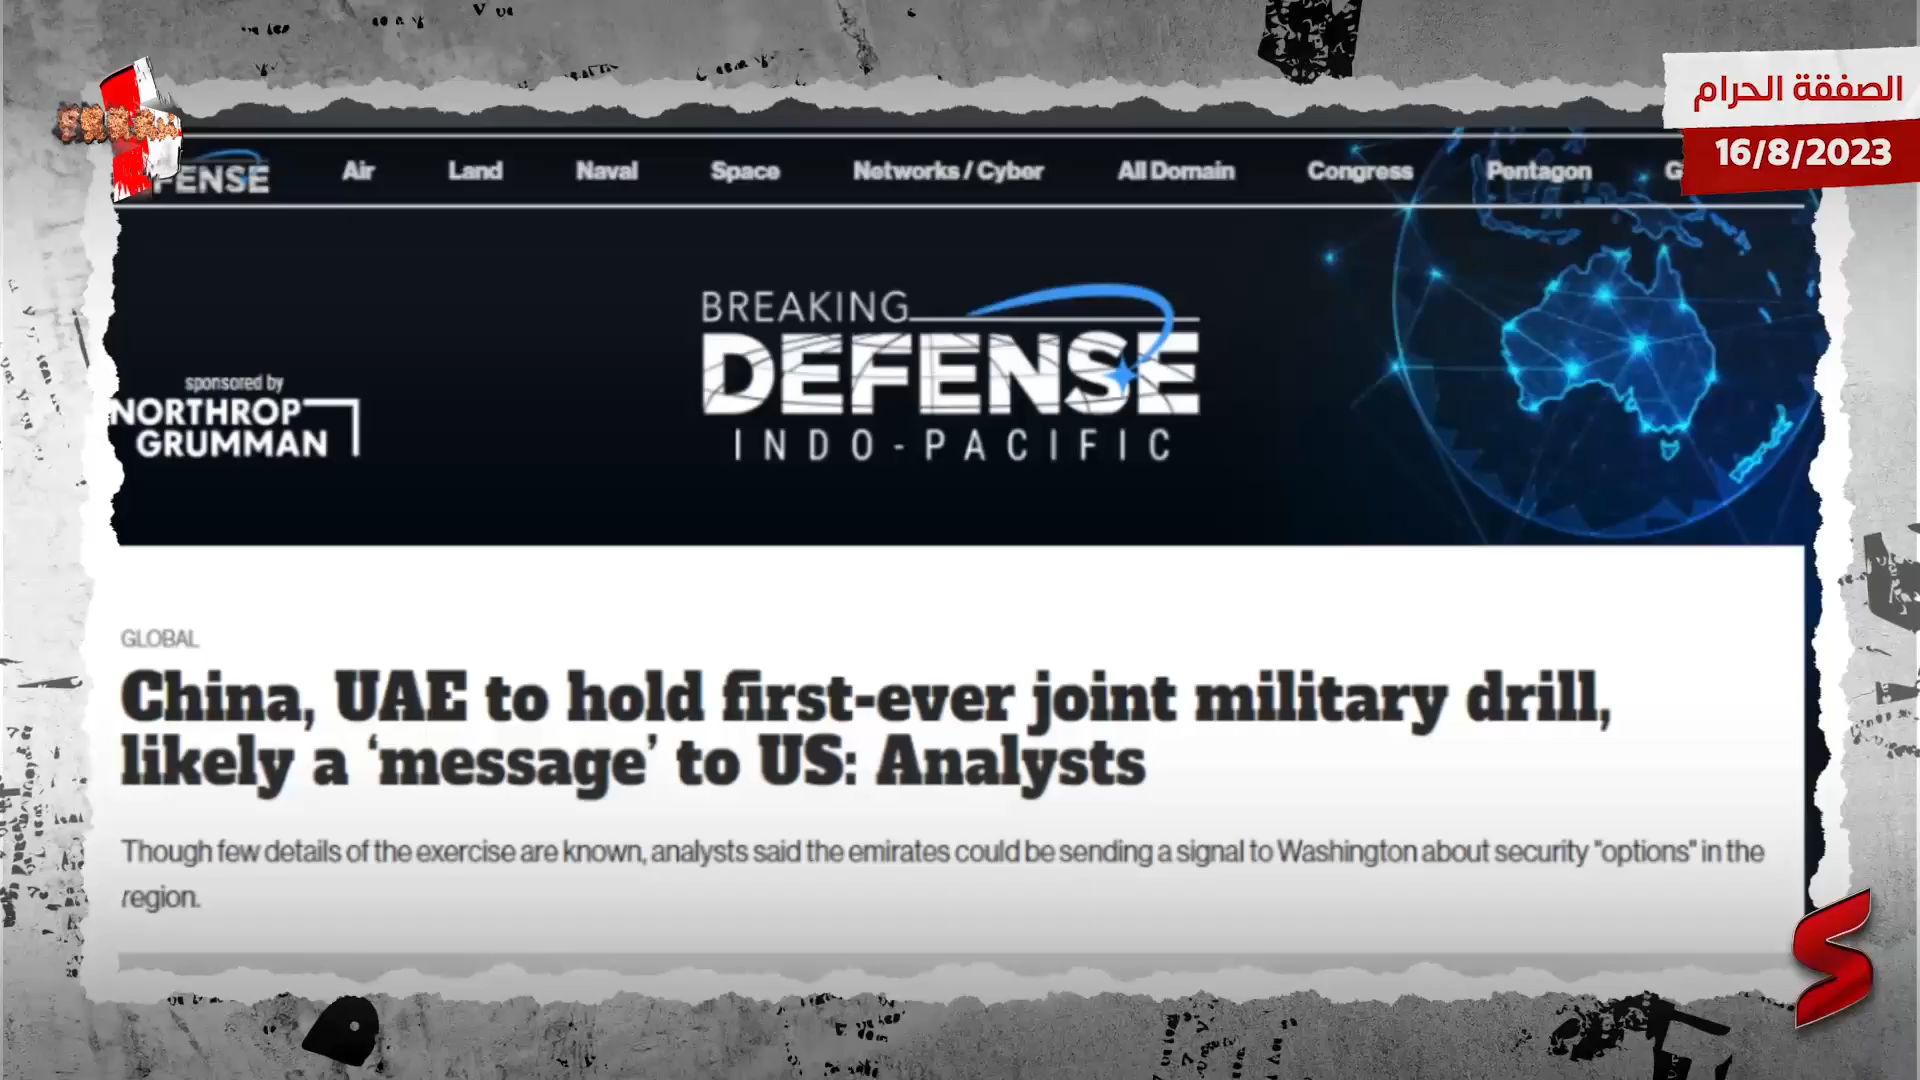 الصفقة الحرام
16/8/2023
FENSE Air Land Naval Space Networks / Cyber All Domain Congress Pentagon G
BREAKING
DEFENSE
INDO-PACIFIC
sponsored by
NORTHROP
GRUMMAN
GLOBAL
China, UAE to hold first-ever joint military drill,
likely a ‘message’ to US: Analysts
Though few details of the exercise are known, analysts said the emirates could be sending a signal to Washington about security "options" in the
region.